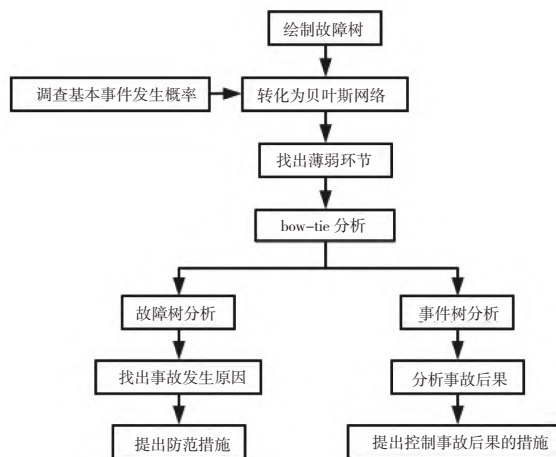 绘制故障树
调查基本事件发生概率
转化为贝叶斯网络
找出薄弱环节
bow-tie 分析
故障树分析
事件树分析
找出事故发生原因
分析事故后果
提出防范措施
提出控制事故后果的措施